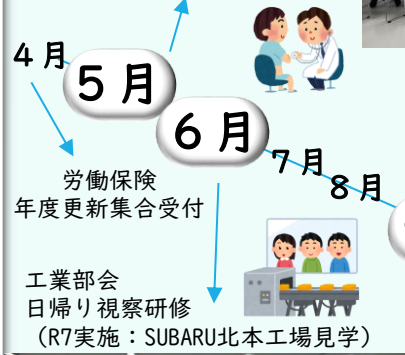 4月
5月
6月
7月
8月
労働保険
年度更新集合受付
工業部会
日帰り視察研修
（R7実施：SUBARU北本工場見学）